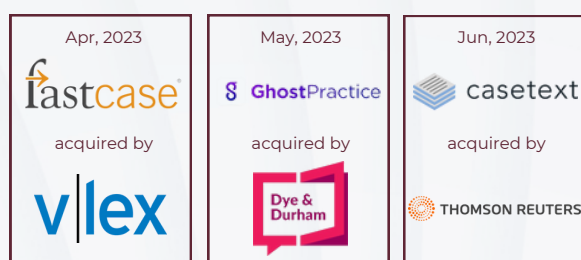 Apr, 2023
fastcase
acquired by
v|lex
May, 2023
GhostPractice
acquired by
Dye &
Durham
Jun, 2023
casetext
acquired by
THOMSON REUTERS